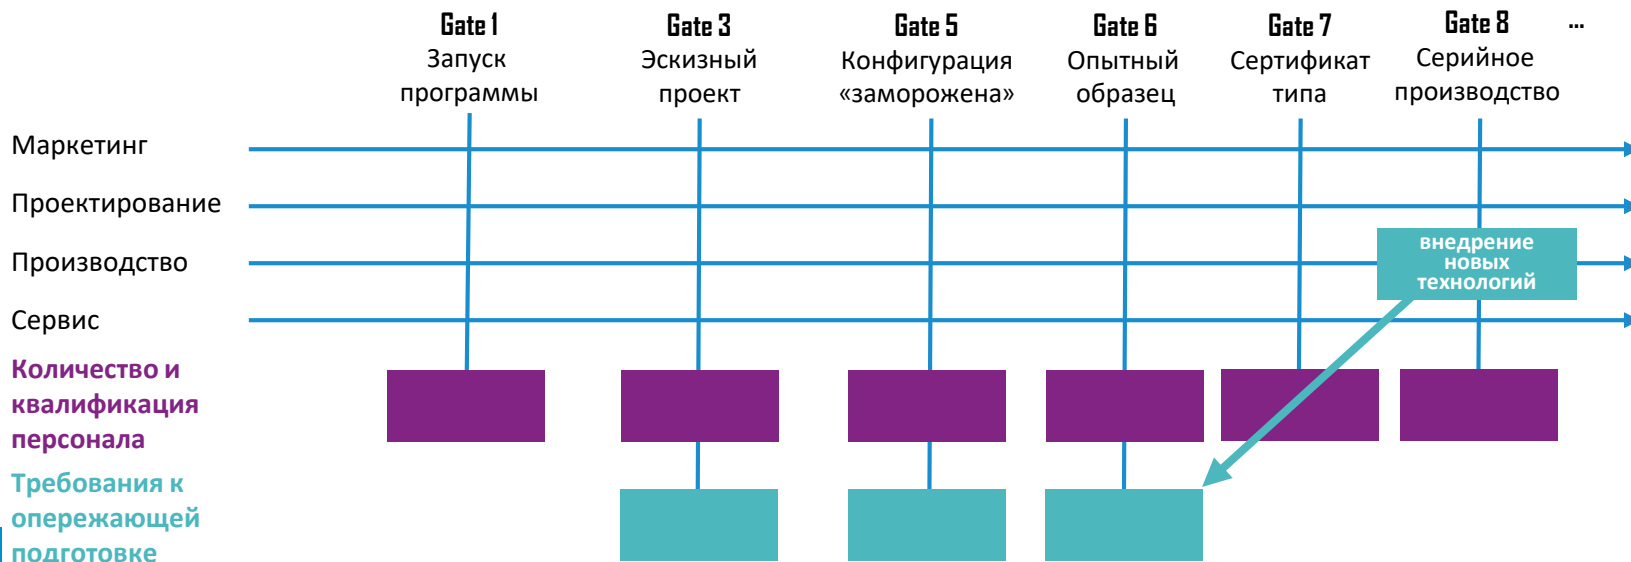 Gate 1
Запуск
программы
Gate 3
Эскизный
проект
Gate 5
Конфигурация
«заморожена»
Gate 6
Опытный
образец
Gate 7
Сертификат
типа
Gate 8
Серийное
производство
...
Маркетинг
Проектирование
Производство
Сервис
внедрение
новых
технологий
Количество и
квалификация
персонала
Требования к
опережающей
подготовке